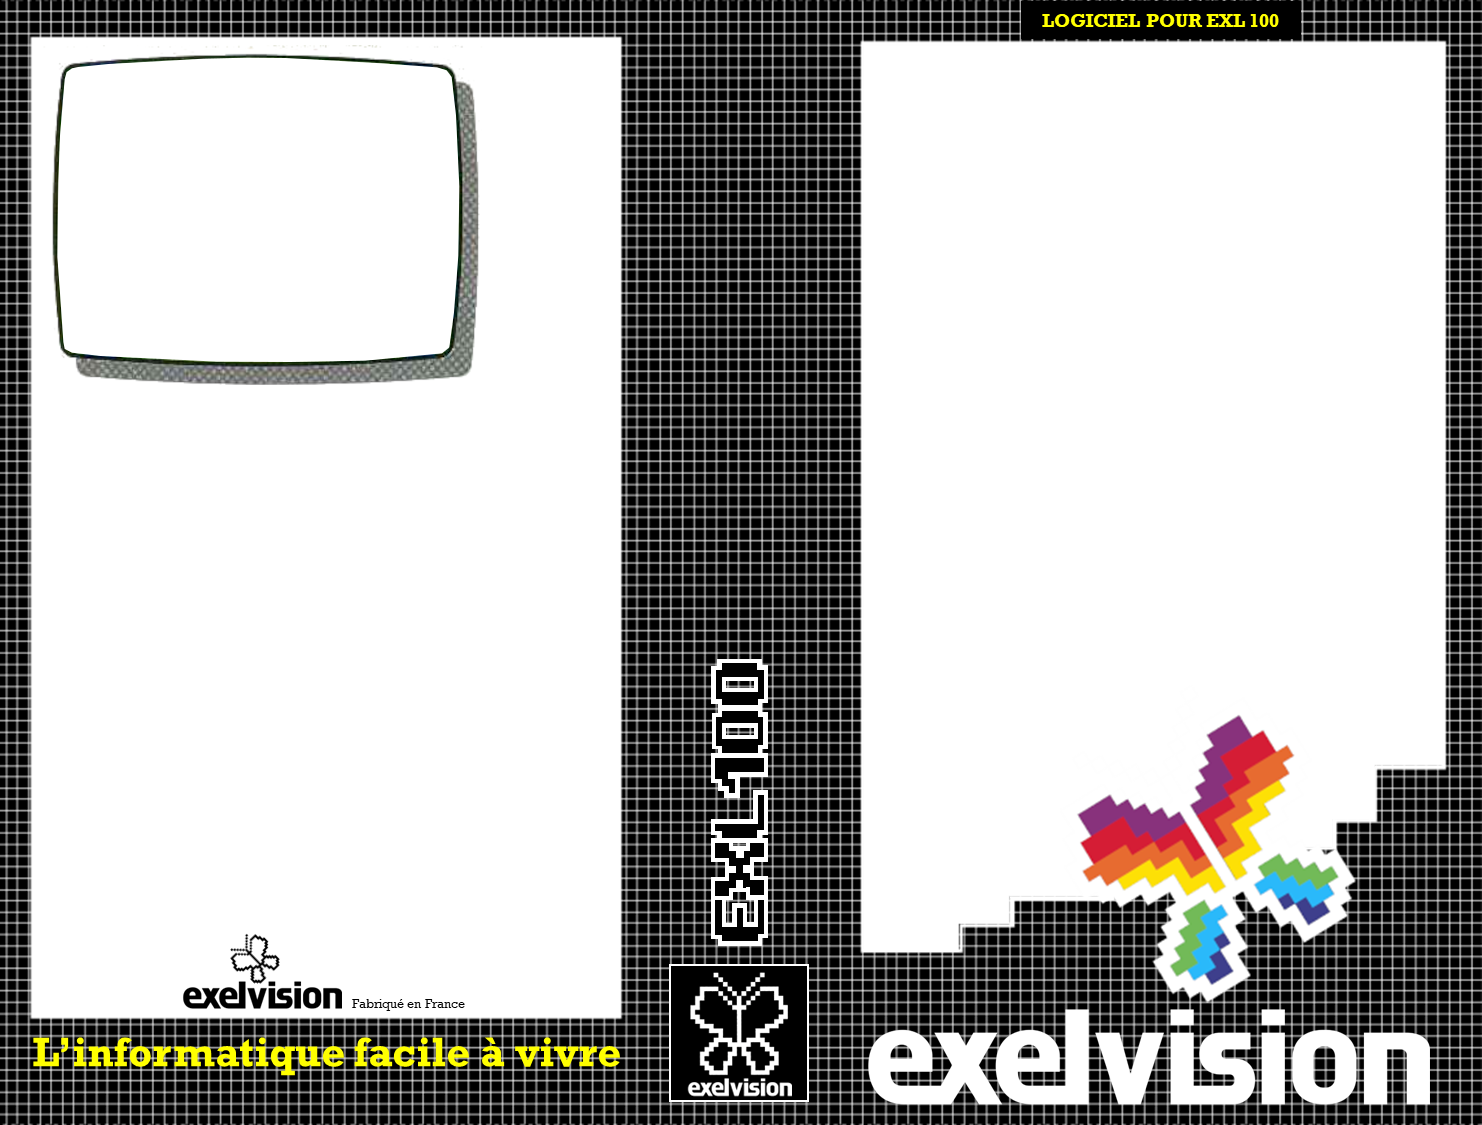 LOGICIEL POUR EXL 100
exelvision Fabriqué en France
L’informatique facile à vivre
EXL 100
exelvision
exelvision